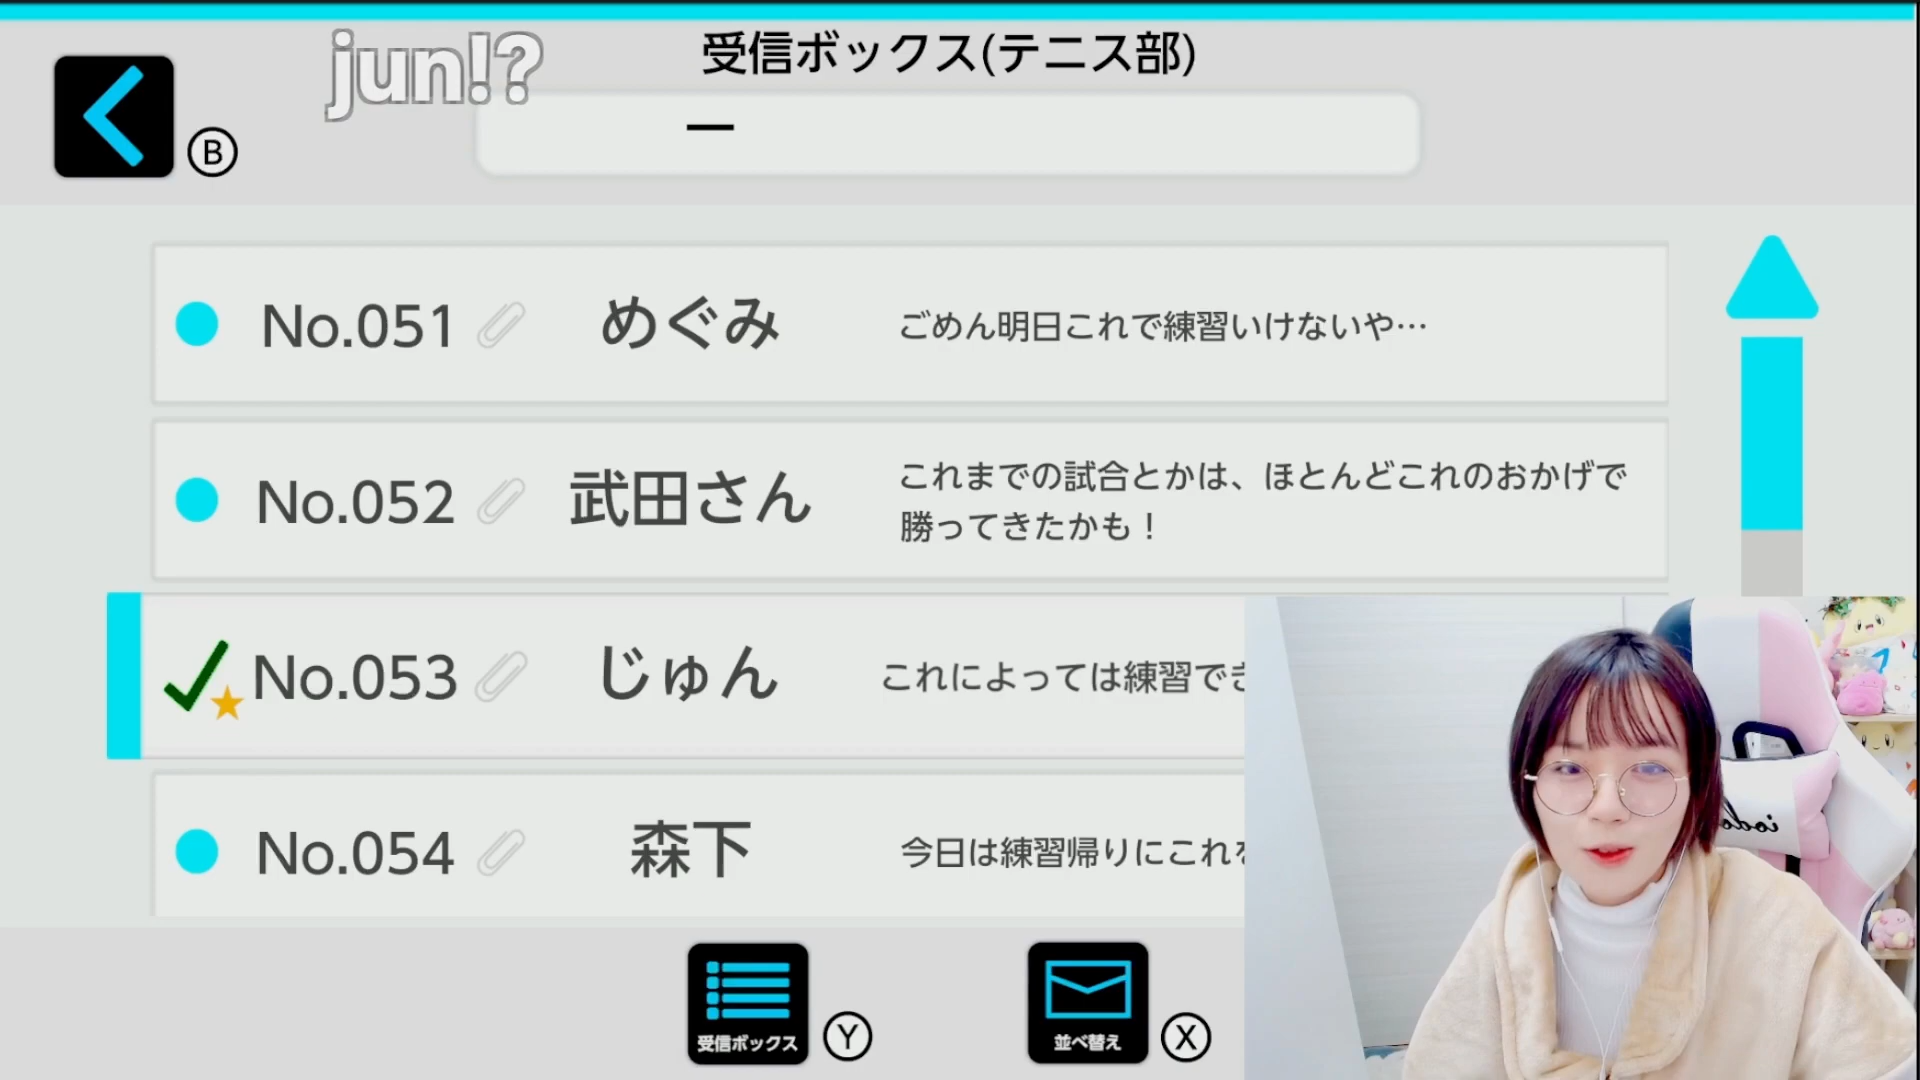 jun!?
受信ボックス(テニス部)
ー
B
No.051 めぐみ ごめん明日これで練習いけないや…
No.052 武田さん これまでの試合とかは、ほとんどこれのおかげで
勝ってきたかも！
No.053 じゅん これによっては練習でき
No.054 森下 今日は練習帰りにこれを
受信ボックス Y
並べ替え X